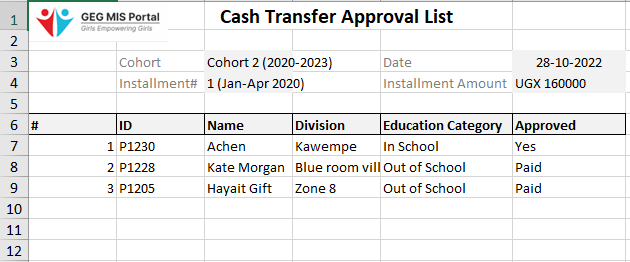 1 GEG MIS Portal Cash Transfer Approval List
Girls Empowering Girls
2
3 Cohort Cohort 2 (2020-2023) Date 28-10-2022
4 Installment# 1 (Jan-Apr 2020) Installment Amount UGX 160000
5
6 # ID Name Division Education Category Approved
7 1 P1230 Achen Kawempe In School Yes
8 2 P1228 Kate Morgan Blue room vill Out of School Paid
9 3 P1205 Hayait Gift Zone 8 Out of School Paid
10
11
12